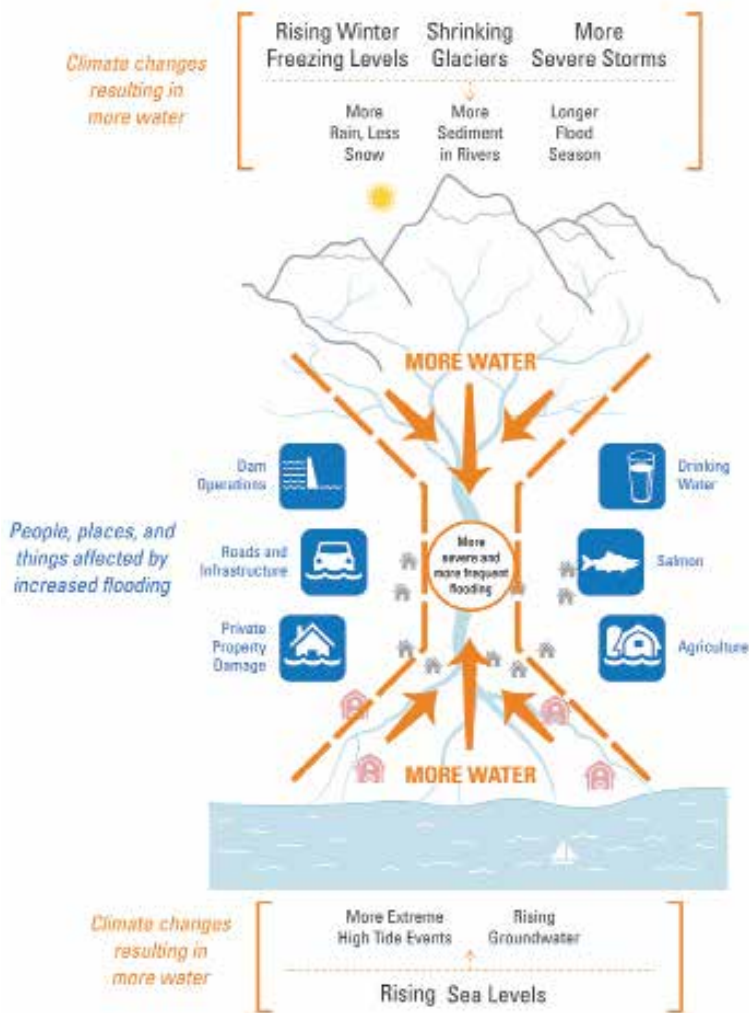 Climate changes
resulting in
more water
Rising Winter
Freezing Levels
Shrinking
Glaciers
More
Severe Storms
More
Rain, Less
Snow
More
Sediment
in Rivers
Longer
Flood
Season
MORE WATER
People, places, and
things affected by
increased flooding
Dam
Operations
Roads and
Infrastructure
Private
Property
Damage
More
severe and
more frequent
flooding
Drinking
Water
Salmon
Agriculture
MORE WATER
Climate changes
resulting in
more water
More Extreme
High Tide Events
Rising
Groundwater
Rising Sea Levels